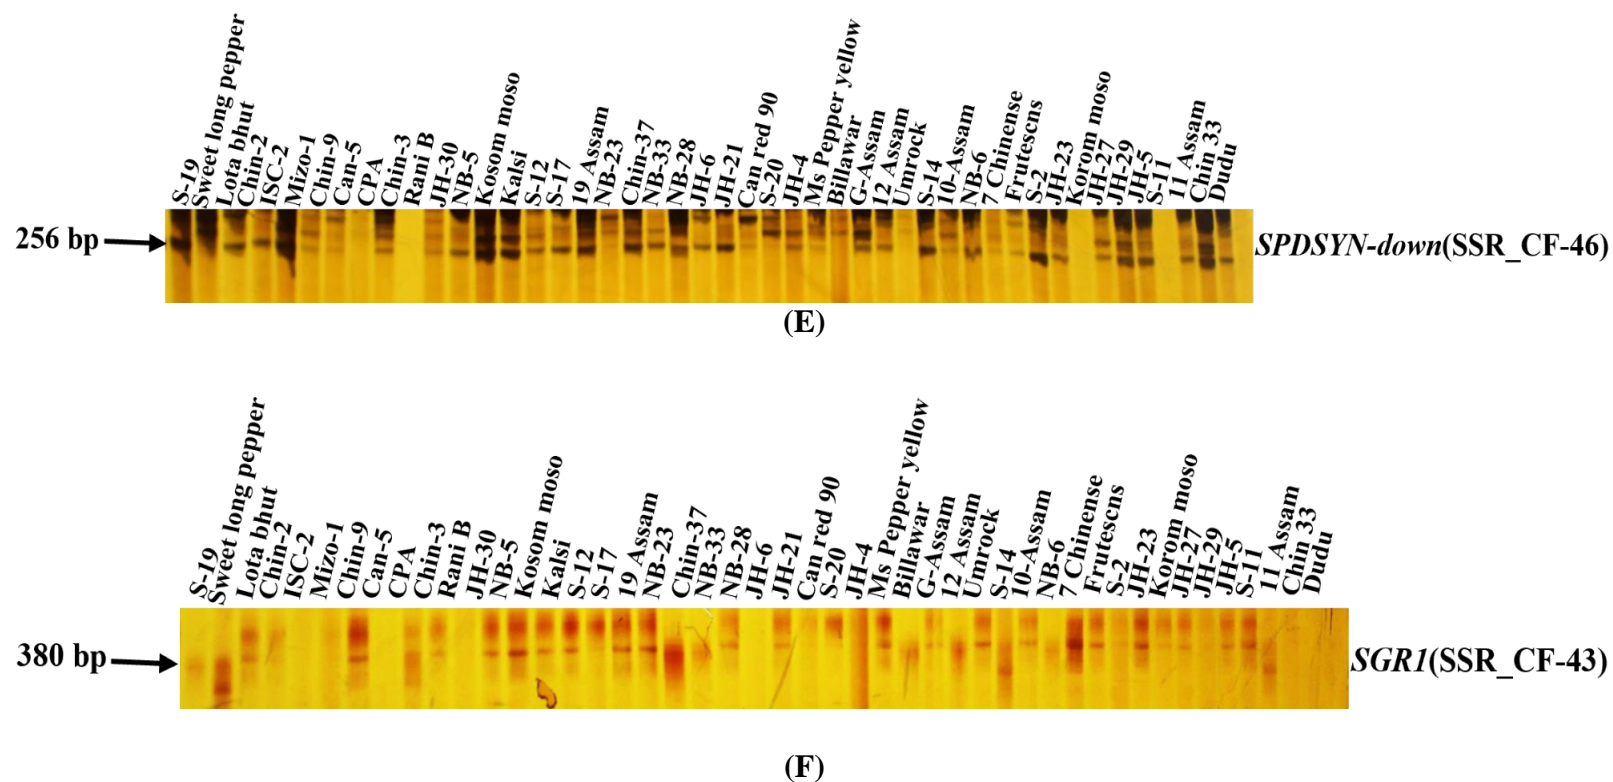 S-19
Sweet long pepper
Lota bhut
Chin-2
ISC-2
Mizo-1
Chin-9
Can-5
CPA
Chin-3
Rani B
JH-30
NB-5
Kosom moso
Kalsi
S-12
S-17
19 Assam
NB-23
Chin-37
NB-33
NB-28
JH-6
JH-21
Can red 90
S-20
JH-4
Ms Pepper yellow
Billawar
G-Assam
12 Assam
Umrock
S-14
10-Assam
NB-6
7 Chinense
Frutescns
S-2
JH-23
Korom moso
JH-27
JH-29
JH-5
S-11
11 Assam
Chin 33
Dudu
256 bp
SPDSYN-down(SSR_CF-46)
(E)
S-19
Sweet long pepper
Lota bhut
Chin-2
ISC-2
Mizo-1
Chin-9
Can-5
CPA
Chin-3
Rani B
JH-30
NB-5
Kosom moso
Kalsi
S-12
S-17
19 Assam
NB-23
Chin-37
NB-33
NB-28
JH-6
JH-21
Can red 90
S-20
JH-4
Ms Pepper yellow
Billawar
G-Assam
12 Assam
Umrock
S-14
10-Assam
NB-6
7 Chinense
Frutescns
S-2
JH-23
Korom moso
JH-27
JH-29
JH-5
S-11
11 Assam
Chin 33
Dudu
380 bp
SGR1(SSR_CF-43)
(F)